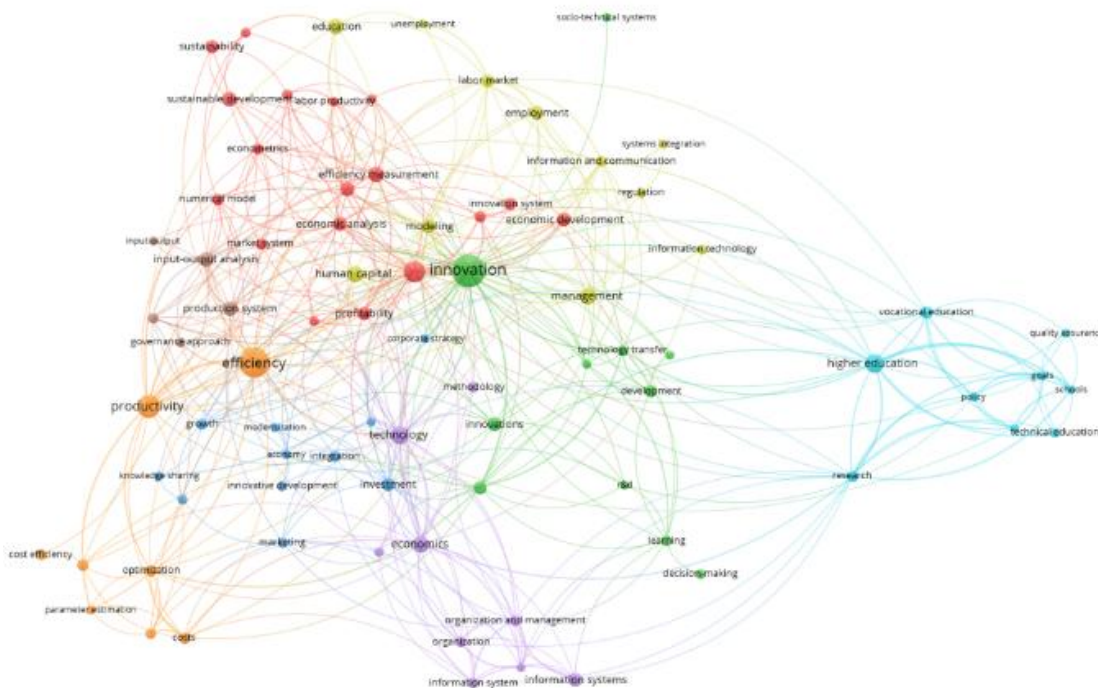 socio-technical systems
unemployment
education
sustainability
labor market
sustainable development
labor productivity
employment
systems integration
econometrics
information and communication
efficiency measurement
regulation
numerical model
innovation system
economic development
economic analysis
modeling
input-output
market system
information technology
input-output analysis
innovation
human capital
management
production system
profitability
vocational education
quality assurance
corporate strategy
governance approach
technology transfer
efficiency
higher education
goals
methodology
development
schools
policy
productivity
growth
modernization
innovations
technology
technical education
economy
integration
knowledge sharing
research
innovative development
investment
r&d
marketing
economics
learning
cost efficiency
optimization
decision-making
parameter estimation
organization and management
costs
organization
information system
information systems